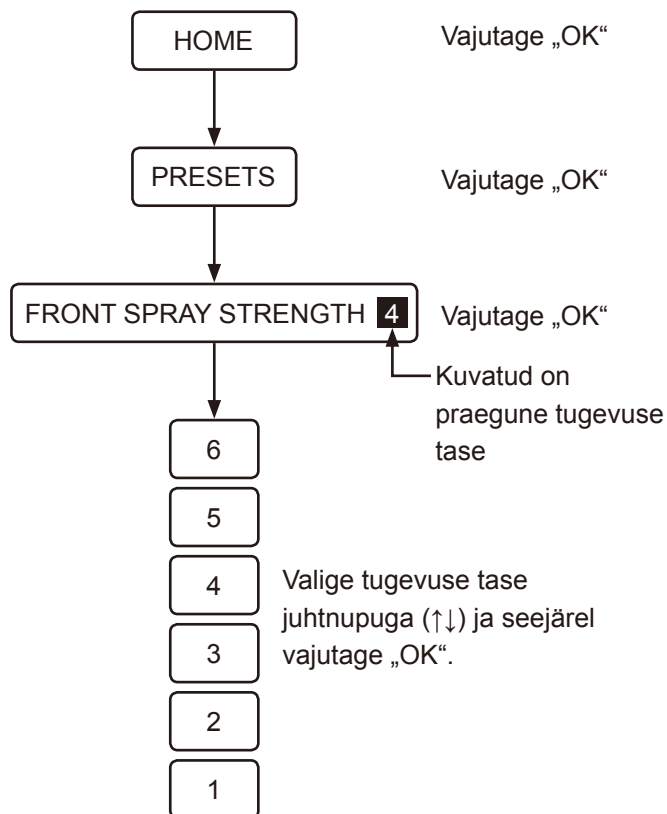 HOME
Vajutage „OK“
PRESETS
Vajutage „OK“
FRONT SPRAY STRENGTH 4
Vajutage „OK“
Kuvatud on
praegune tugevuse
tase
6
5
4
3
2
1
Valige tugevuse tase
juhtnupuga (↑↓) ja seejärel
vajutage „OK“.